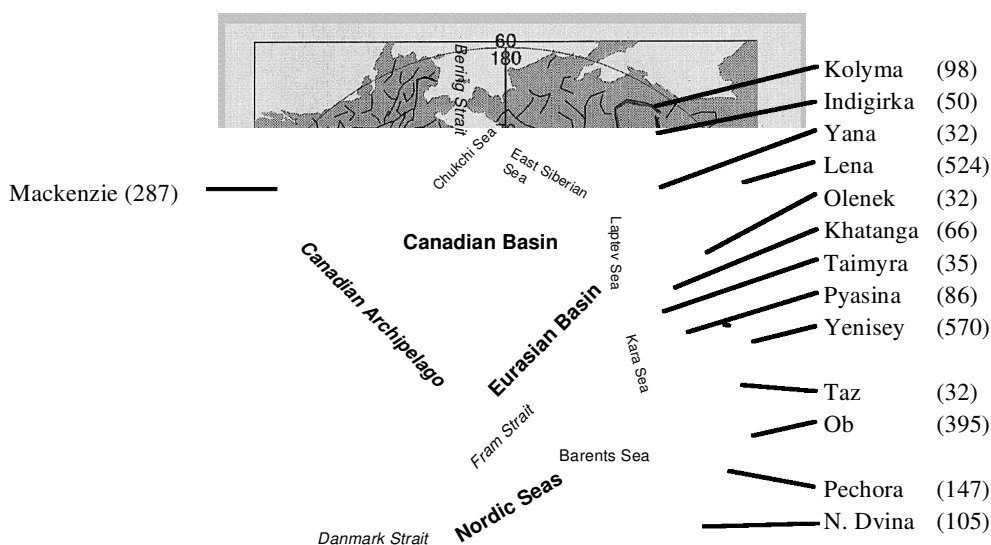 60
180
Bering Strait
Kolyma (98)
Indigirka (50)
Yana (32)
Chukchi Sea
East Siberian
Sea
Lena (524)
Mackenzie (287)
Olenek (32)
Laptev Sea
Khatanga (66)
Canadian Basin
Taimyra (35)
Canadian Archipelago
Eurasian Basin
Pyasina (86)
Yenisey (570)
Kara Sea
Taz (32)
Ob (395)
Fram Strait
Barents Sea
Pechora (147)
Nordic Seas
N. Dvina (105)
Danmark Strait